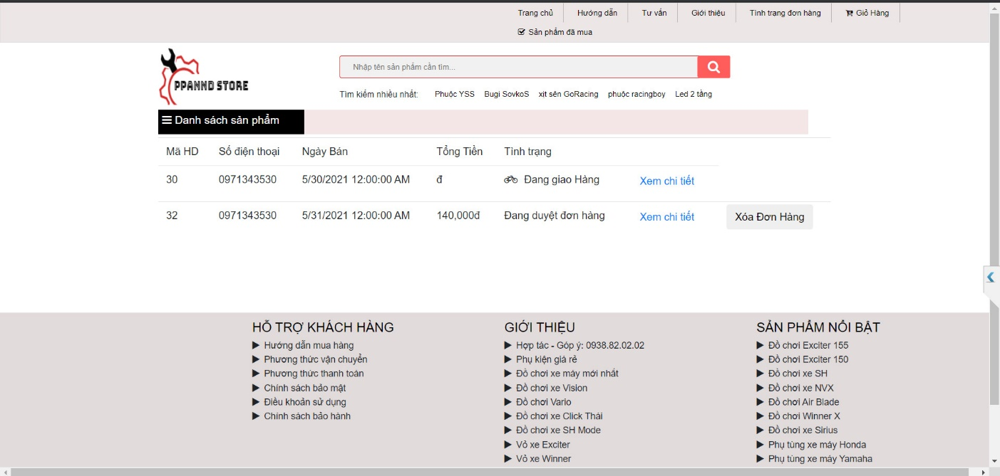 Trang chủ Hướng dẫn Tư vấn Giới thiệu Tình trạng đơn hàng Giỏ Hàng
Sản phẩm đã mua
PPANND STORE
Nhập tên sản phẩm cần tìm...
Tìm kiếm nhiều nhất: Phuộc YSS Bugi SovkoS xịt sên GoRacing phuộc racingboy Led 2 tầng
Danh sách sản phẩm
Mã HD Số điện thoại Ngày Bán Tổng Tiền Tình trạng
30 0971343530 5/30/2021 12:00:00 AM đ Đang giao Hàng Xem chi tiết
32 0971343530 5/31/2021 12:00:00 AM 140,000đ Đang duyệt đơn hàng Xem chi tiết Xóa Đơn Hàng
HỖ TRỢ KHÁCH HÀNG
Hướng dẫn mua hàng
Phương thức vận chuyển
Phương thức thanh toán
Chính sách bảo mật
Điều khoản sử dụng
Chính sách bảo hành
GIỚI THIỆU
Hợp tác - Góp ý: 0938.82.02.02
Phụ kiện giá rẻ
Đồ chơi xe máy mới nhất
Đồ chơi xe Vision
Đồ chơi Vario
Đồ chơi xe Click Thái
Đồ chơi xe SH Mode
Vỏ xe Exciter
Vỏ xe Winner
SẢN PHẨM NỔI BẬT
Đồ chơi Exciter 155
Đồ chơi Exciter 150
Đồ chơi xe SH
Đồ chơi xe NVX
Đồ chơi Air Blade
Đồ chơi Winner X
Đồ chơi xe Sirius
Phụ tùng xe máy Honda
Phụ tùng xe máy Yamaha